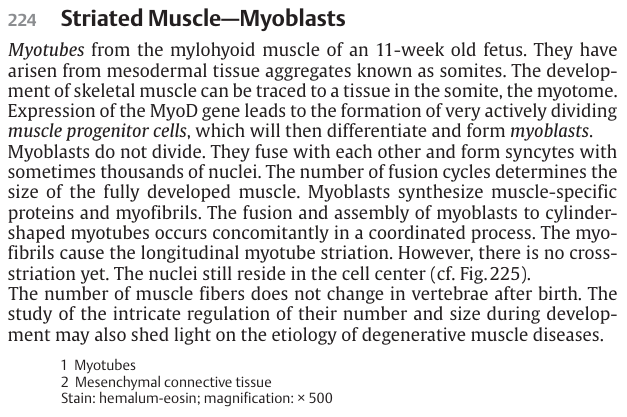 224 Striated Muscle—Myoblasts
Myotubes from the mylohyoid muscle of an 11-week old fetus. They have
arisen from mesodermal tissue aggregates known as somites. The develop-
ment of skeletal muscle can be traced to a tissue in the somite, the myotome.
Expression of the MyoD gene leads to the formation of very actively dividing
muscle progenitor cells, which will then differentiate and form myoblasts.
Myoblasts do not divide. They fuse with each other and form syncytes with
sometimes thousands of nuclei. The number of fusion cycles determines the
size of the fully developed muscle. Myoblasts synthesize muscle-specific
proteins and myofibrils. The fusion and assembly of myoblasts to cylinder-
shaped myotubes occurs concomitantly in a coordinated process. The myo-
fibrils cause the longitudinal myotube striation. However, there is no cross-
striation yet. The nuclei still reside in the cell center (cf. Fig. 225).
The number of muscle fibers does not change in vertebrae after birth. The
study of the intricate regulation of their number and size during develop-
ment may also shed light on the etiology of degenerative muscle diseases.
1 Myotubes
2 Mesenchymal connective tissue
Stain: hemalum-eosin; magnification: × 500